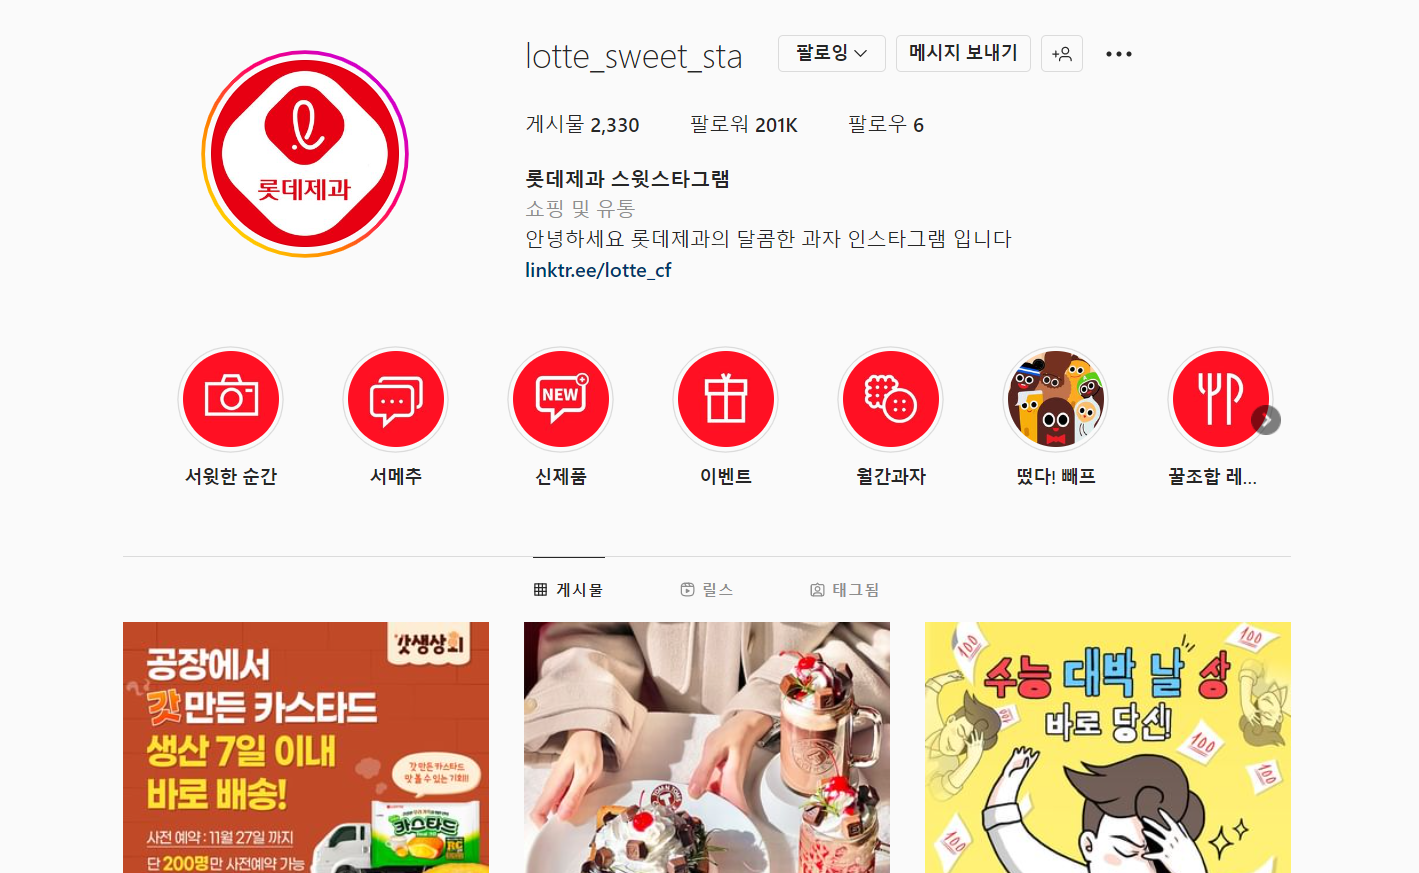 lotte_sweet_sta
팔로잉
메시지 보내기
게시물 2,330
팔로워 201K
팔로우 6
롯데제과
롯데제과 스윗스타그램
쇼핑 및 유통
안녕하세요 롯데제과의 달콤한 과자 인스타그램 입니다
linktr.ee/lotte_cf
NEW
서윗한 순간
서메추
신제품
이벤트
월간과자
떴다! 빼프
꿀조합 레...
게시물
릴스
태그됨
갓생상회
공장에서
갓 만든 카스타드
생산 7일 이내
바로 배송!
갓 만든 카스타드
맛 볼 수 있는 기회!!
사전 예약 : 11월 27일 까지
단 200명만 사전예약 가능
카스타드
TOM N TOMS
수능 대박 날 상
바로 당신!
100
100
100
100
100
100